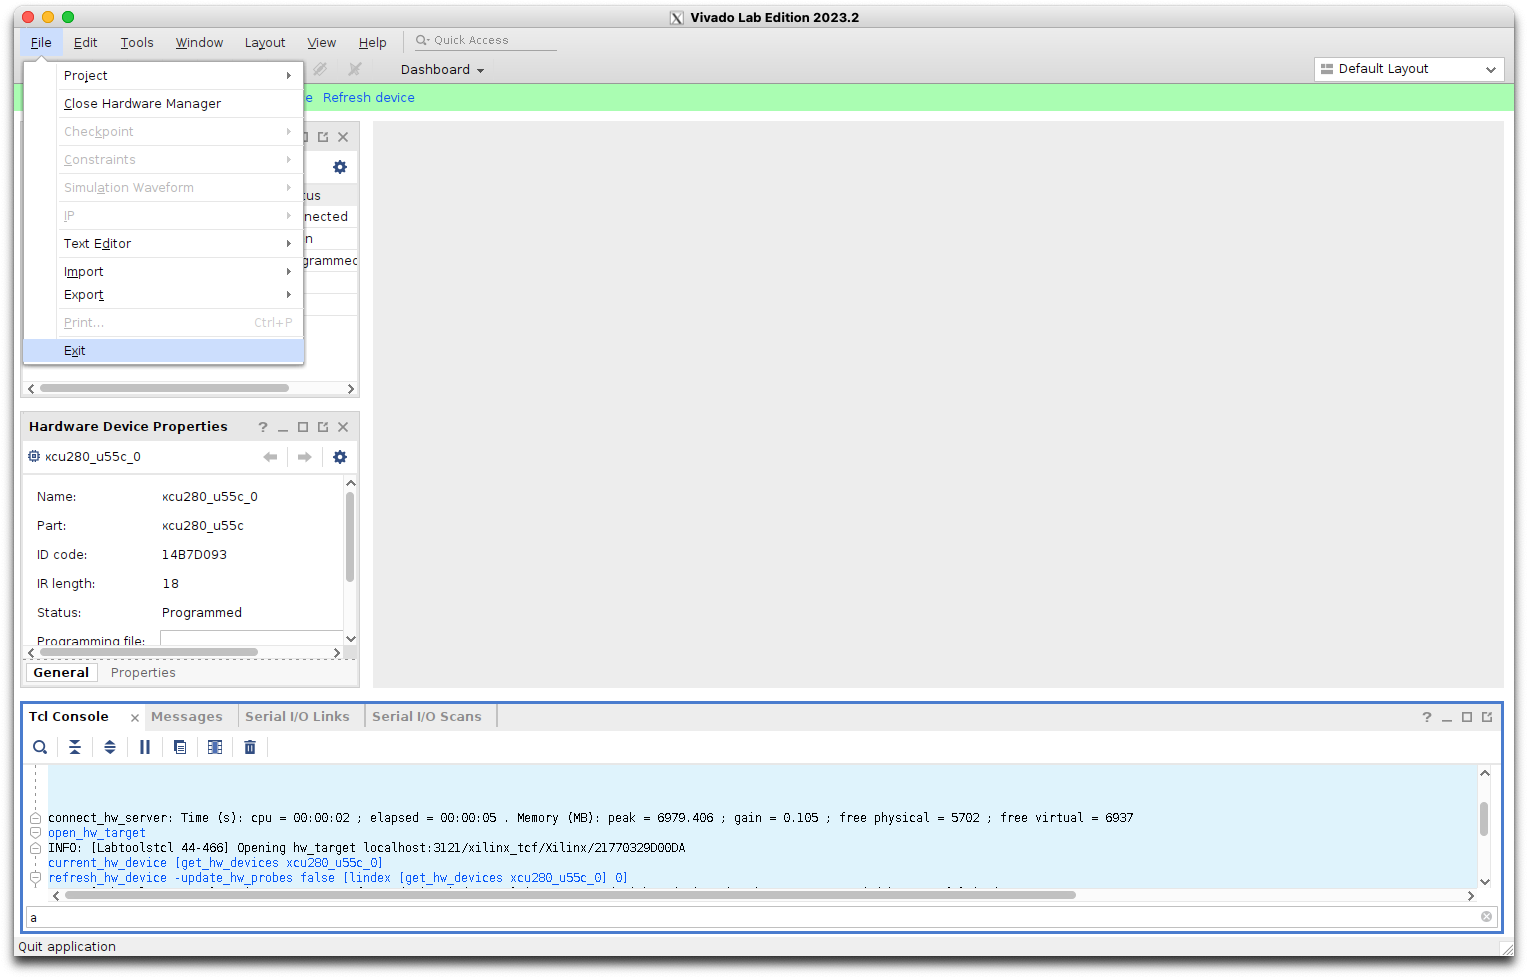 Vivado Lab Edition 2023.2
File Edit Tools Window Layout View Help Quick Access
Dashboard Default Layout
Refresh device
Project
Close Hardware Manager
Checkpoint
Constraints
Simulation Waveform
IP
Text Editor
Import
Export
Print... Ctrl+P
Exit
tus
nected
n
grammed
Hardware Device Properties ?
xcu280_u55c_0
Name: xcu280_u55c_0
Part: xcu280_u55c
ID code: 14B7D093
IR length: 18
Status: Programmed
Programming file:
General Properties
Tcl Console Messages Serial I/O Links Serial I/O Scans ?
connect_hw_server: Time (s): cpu = 00:00:02 ; elapsed = 00:00:05 . Memory (MB): peak = 6979.406 ; gain = 0.105 ; free physical = 5702 ; free virtual = 6937
open_hw_target
INFO: [Labtoolstcl 44-466] Opening hw_target localhost:3121/xilinx_tcf/Xilinx/21770329D00DA
current_hw_device [get_hw_devices xcu280_u55c_0]
refresh_hw_device -update_hw_probes false [lindex [get_hw_devices xcu280_u55c_0] 0]
a
Quit application